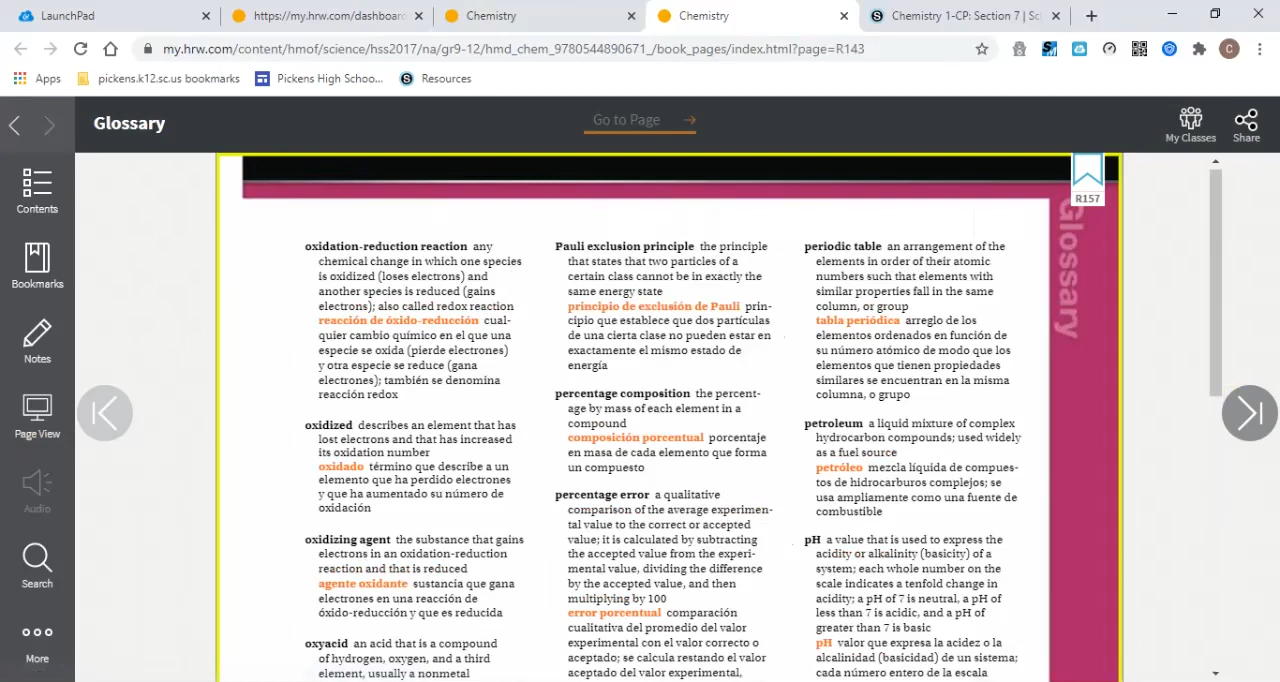 LaunchPad
https://my.hrw.com/dashboard
Chemistry
Chemistry
Chemistry 1-CP: Section 7 | Sc
my.hrw.com/content/hmof/science/hss2017/na/gr9-12/hmd_chem_9780544890671_/book_pages/index.html?page=R143
C
Apps
pickens.k12.sc.us bookmarks
Pickens High Schoo...
Resources
Glossary
Go to Page
My Classes
Share
Contents
Bookmarks
Notes
Page View
Audio
Search
More
R157
Glossary
oxidation-reduction reaction any
chemical change in which one species
is oxidized (loses electrons) and
another species is reduced (gains
electrons); also called redox reaction
reacción de óxido-reducción cual-
quier cambio químico en el que una
especie se oxida (pierde electrones)
y otra especie se reduce (gana
electrones); también se denomina
reacción redox
oxidized describes an element that has
lost electrons and that has increased
its oxidation number
oxidado término que describe a un
elemento que ha perdido electrones
y que ha aumentado su número de
oxidación
oxidizing agent the substance that gains
electrons in an oxidation-reduction
reaction and that is reduced
agente oxidante sustancia que gana
electrones en una reacción de
óxido-reducción y que es reducida
oxyacid an acid that is a compound
of hydrogen, oxygen, and a third
element, usually a nonmetal
Pauli exclusion principle the principle
that states that two particles of a
certain class cannot be in exactly the
same energy state
principio de exclusión de Pauli prin-
cipio que establece que dos partículas
de una cierta clase no pueden estar en
exactamente el mismo estado de
energía
percentage composition the percent-
age by mass of each element in a
compound
composición porcentual porcentaje
en masa de cada elemento que forma
un compuesto
percentage error a qualitative
comparison of the average experimen-
tal value to the correct or accepted
value; it is calculated by subtracting
the accepted value from the experi-
mental value, dividing the difference
by the accepted value, and then
multiplying by 100
error porcentual comparación
cualitativa del promedio del valor
experimental con el valor correcto o
aceptado; se calcula restando el valor
aceptado del valor experimental,
periodic table an arrangement of the
elements in order of their atomic
numbers such that elements with
similar properties fall in the same
column, or group
tabla periódica arreglo de los
elementos ordenados en función de
su número atómico de modo que los
elementos que tienen propiedades
similares se encuentran en la misma
columna, o grupo
petroleum a liquid mixture of complex
hydrocarbon compounds; used widely
as a fuel source
petróleo mezcla líquida de compues-
tos de hidrocarburos complejos; se
usa ampliamente como una fuente de
combustible
pH a value that is used to express the
acidity or alkalinity (basicity) of a
system; each whole number on the
scale indicates a tenfold change in
acidity; a pH of 7 is neutral, a pH of
less than 7 is acidic, and a pH of
greater than 7 is basic
pH valor que expresa la acidez o la
alcalinidad (basicidad) de un sistema;
cada número entero de la escala